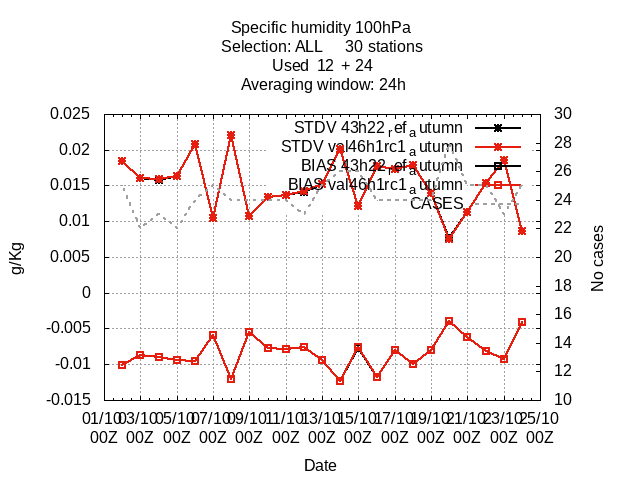 Specific humidity 100hPa
Selection: ALL 30 stations
Used 12 + 24
Averaging window: 24h
STDV 43h22refautumn
STDV val46h1rc1autumn
BIAS 43h22refautumn
BIAS val46h1rc1autumn
CASES
0.025
0.02
0.015
0.01
0.005
0
-0.005
-0.01
-0.015
g/Kg
30
28
26
24
22
20
18
16
14
12
10
No cases
01/10 03/10 05/10 07/10 09/10 11/10 13/10 15/10 17/10 19/10 21/10 23/10 25/10
00Z 00Z 00Z 00Z 00Z 00Z 00Z 00Z 00Z 00Z 00Z 00Z 00Z
Date